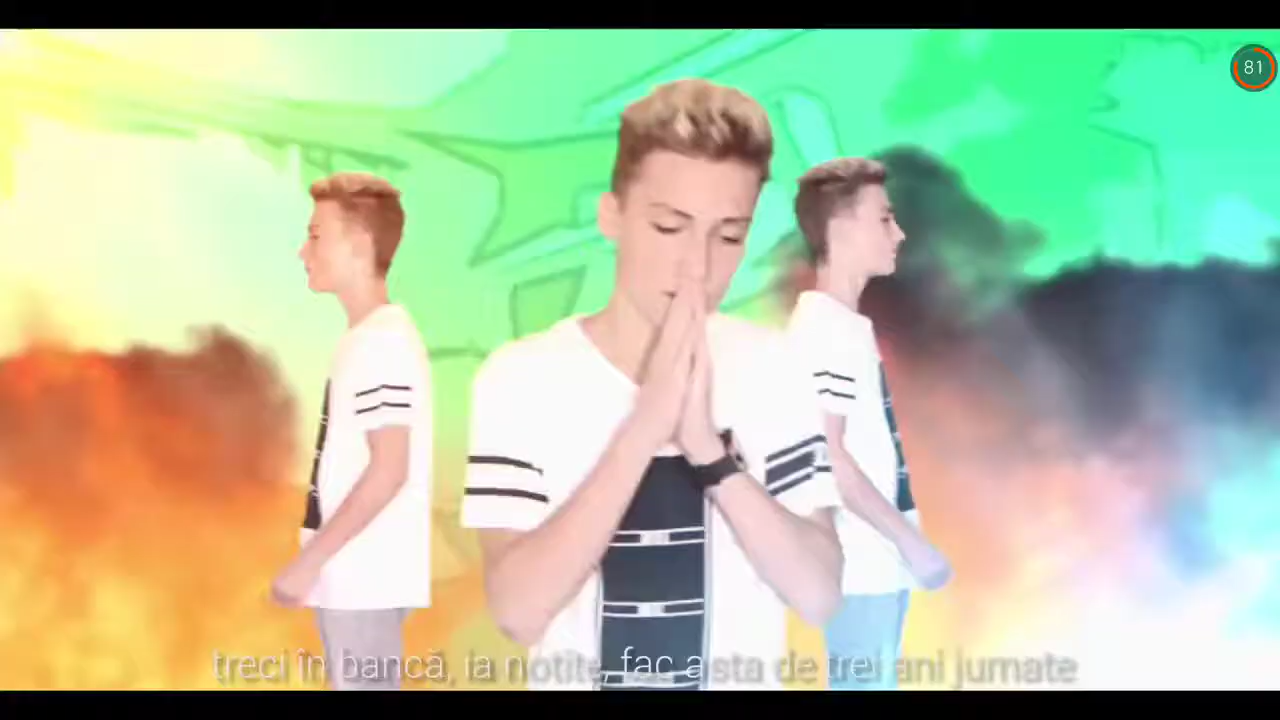 81
treci în bancă, ia notițe, fac asta de trei ani jumate